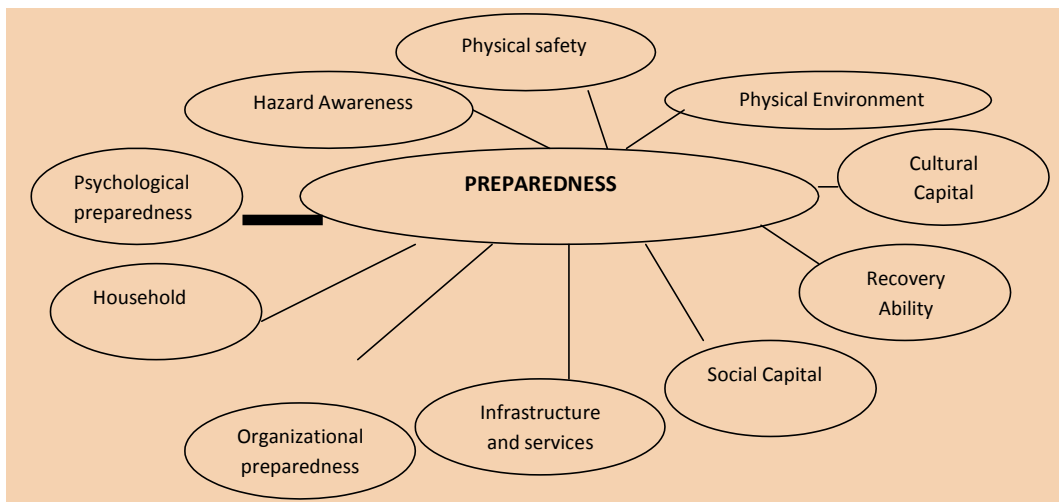 Physical safety
Hazard Awareness
Physical Environment
PREPAREDNESS
Cultural
Capital
Psychological
preparedness
Household
Recovery
Ability
Social Capital
Infrastructure
and services
Organizational
preparedness